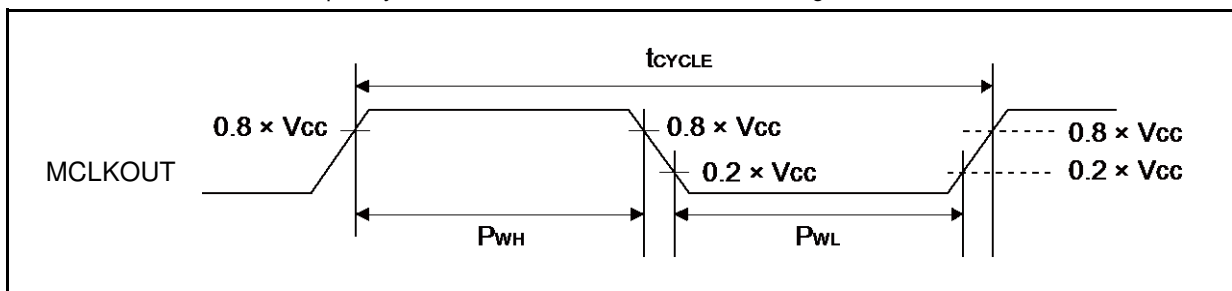 tCYCLE
0.8 × Vcc
0.8 × Vcc
0.8 × Vcc
MCLKOUT
0.2 × Vcc
0.2 × Vcc
PWH
PWL